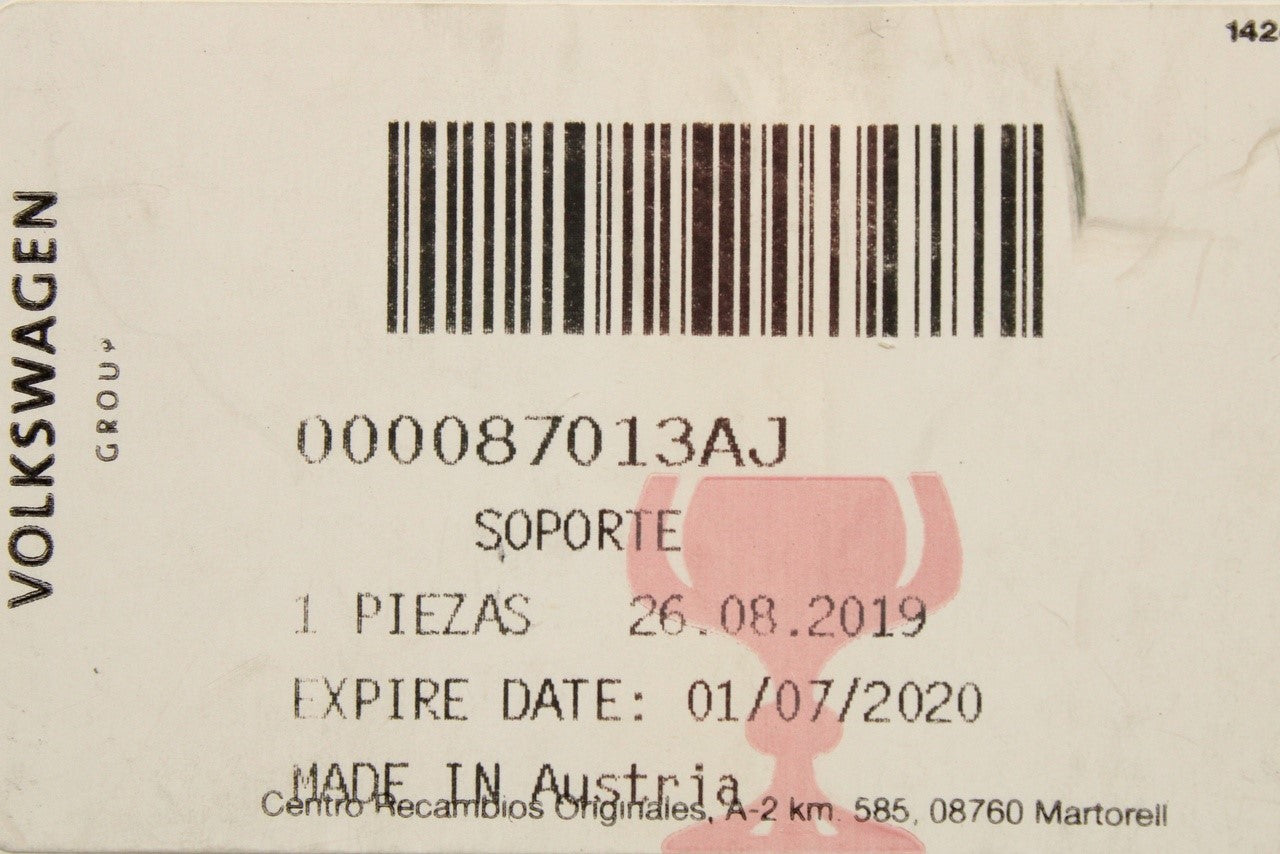 142
VOLKSWAGEN
GROUP
000087013AJ
SOPORTE
1 PIEZAS 26.08.2019
EXPIRE DATE: 01/07/2020
MADE IN Austria
Centro Recambios Originales, A-2 km. 585, 08760 Martorell